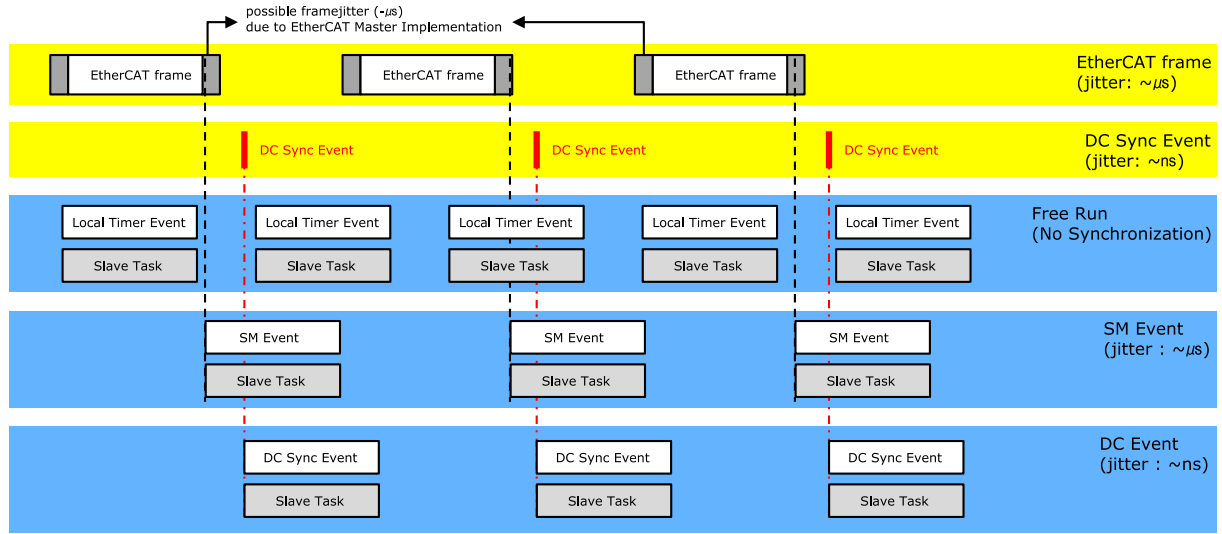 possible framejitter (-μs)
due to EtherCAT Master Implementation
EtherCAT frame
EtherCAT frame
EtherCAT frame
EtherCAT frame
(jitter: ~μs)
DC Sync Event
DC Sync Event
DC Sync Event
DC Sync Event
(jitter: ~ns)
Local Timer Event
Local Timer Event
Local Timer Event
Local Timer Event
Local Timer Event
Free Run
(No Synchronization)
Slave Task
Slave Task
Slave Task
Slave Task
Slave Task
SM Event
SM Event
SM Event
SM Event
(jitter : ~μs)
Slave Task
Slave Task
Slave Task
DC Sync Event
DC Sync Event
DC Sync Event
DC Event
(jitter : ~ns)
Slave Task
Slave Task
Slave Task